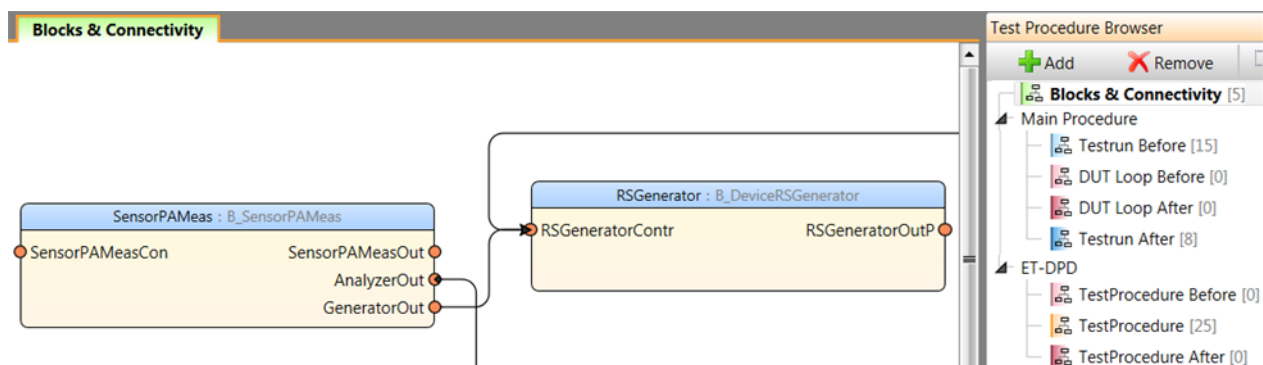 Blocks & Connectivity
SensorPAMeas : B_SensorPAMeas
SensorPAMeasCon
SensorPAMeasOut
AnalyzerOut
GeneratorOut
RSGenerator : B_DeviceRSGenerator
RSGeneratorContr
RSGeneratorOutP
Test Procedure Browser
Add Remove
Blocks & Connectivity [5]
Main Procedure
Testrun Before [15]
DUT Loop Before [0]
DUT Loop After [0]
Testrun After [8]
ET-DPD
TestProcedure Before [0]
TestProcedure [25]
TestProcedure After [0]